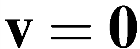 v = 0